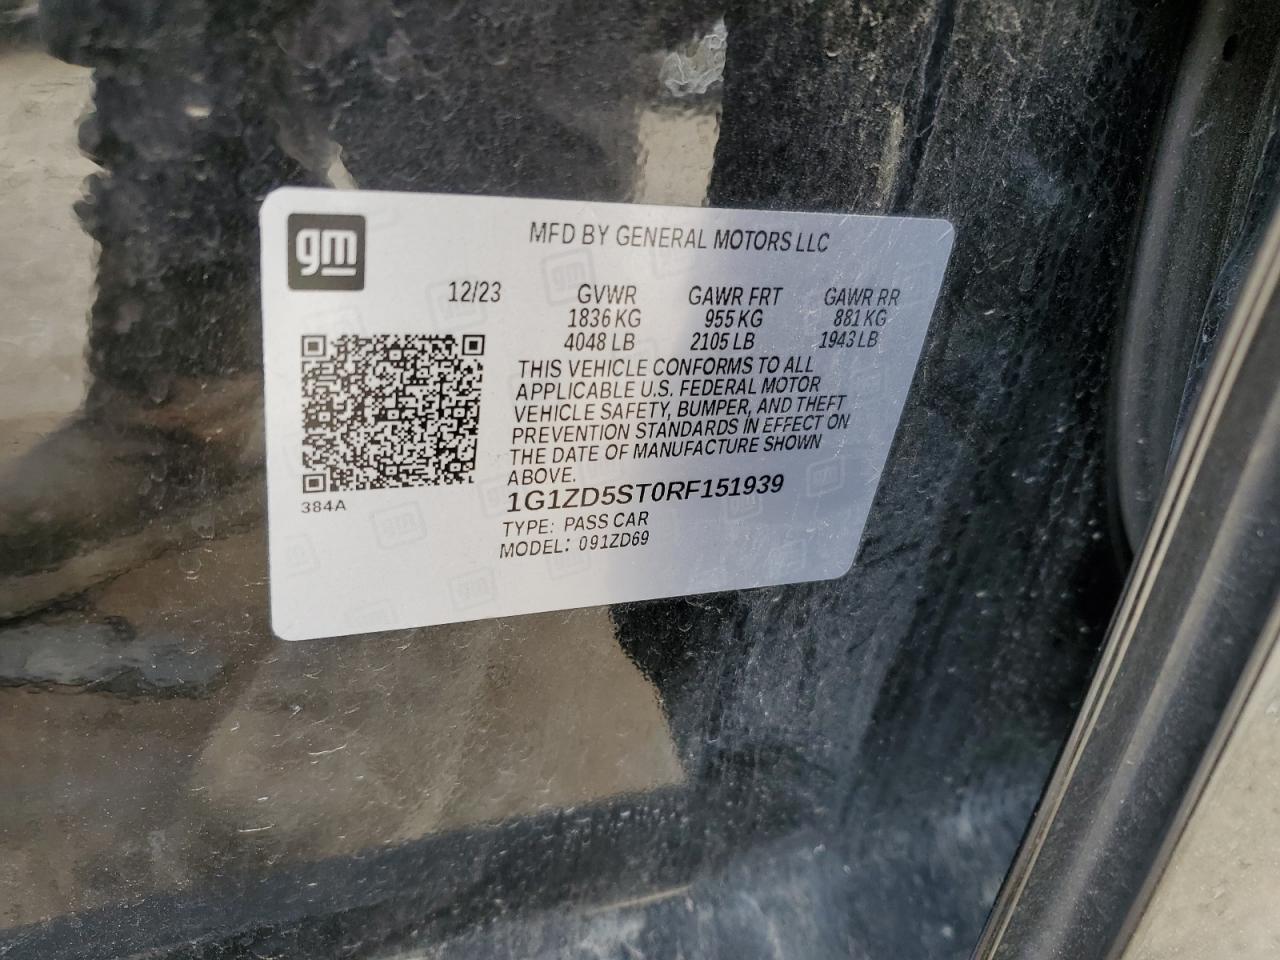 gm
MFD BY GENERAL MOTORS LLC
12/23 GVWR GAWR FRT GAWR RR
1836 KG 955 KG 881 KG
4048 LB 2105 LB 1943 LB
THIS VEHICLE CONFORMS TO ALL
APPLICABLE U.S. FEDERAL MOTOR
VEHICLE SAFETY, BUMPER, AND THEFT
PREVENTION STANDARDS IN EFFECT ON
THE DATE OF MANUFACTURE SHOWN
ABOVE.
384A
1G1ZD5ST0RF151939
TYPE: PASS CAR
MODEL: 091ZD69